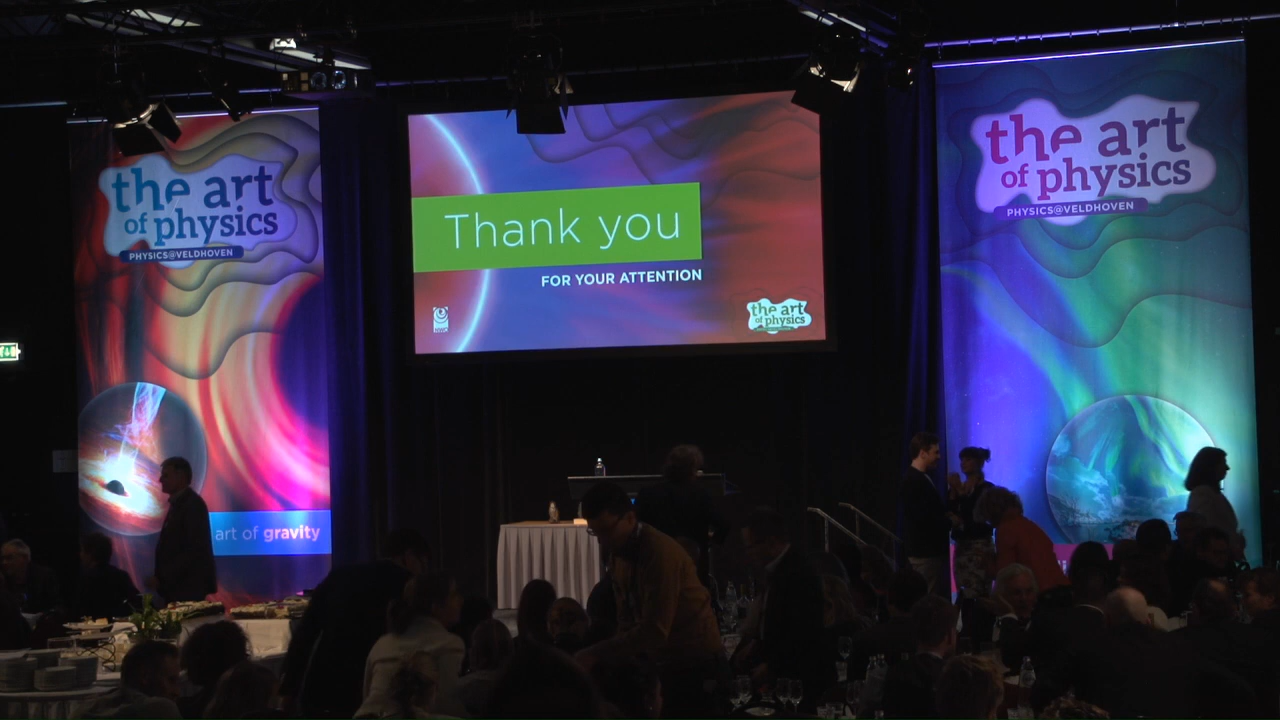 the art
of physics
PHYSICS@VELDHOVEN
art of gravity
Thank you
FOR YOUR ATTENTION
NWO
the art
of physics
the art
of physics
PHYSICS@VELDHOVEN